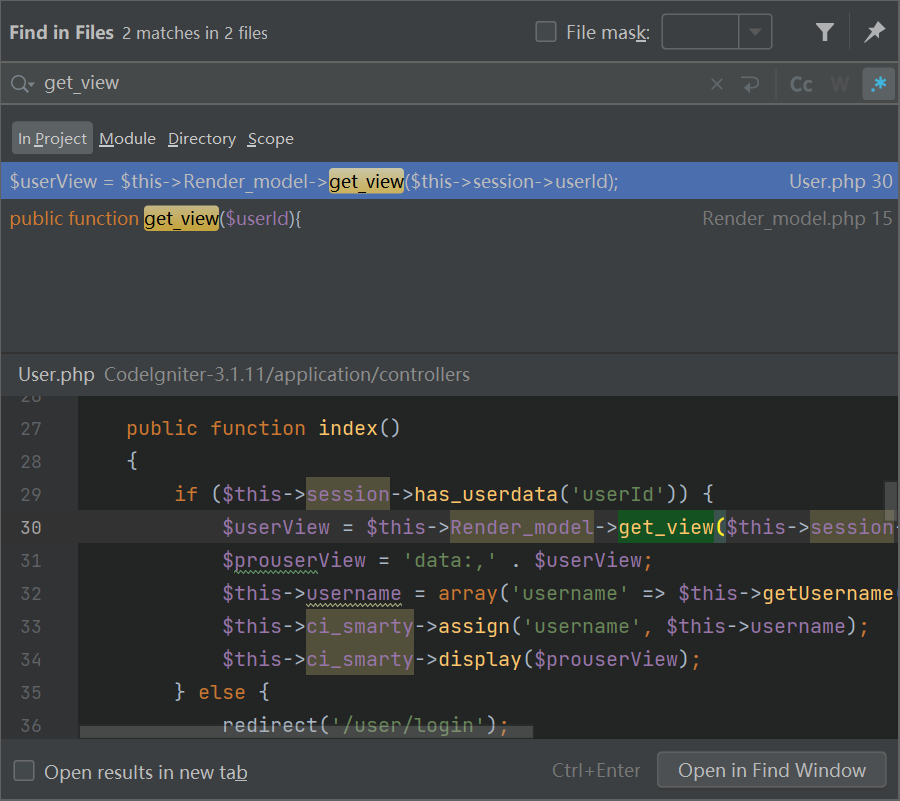 Find in Files 2 matches in 2 files File mask:
get_view Cc W .*
In Project Module Directory Scope
$userView = $this->Render_model->get_view($this->session->userId); User.php 30
public function get_view($userId){ Render_model.php 15
User.php CodeIgniter-3.1.11/application/controllers
26
27 public function index()
28 {
29 if ($this->session->has_userdata('userId')) {
30 $userView = $this->Render_model->get_view($this->session-
31 $prouserView = 'data:,' . $userView;
32 $this->username = array('username' => $this->getUsername(
33 $this->ci_smarty->assign('username', $this->username);
34 $this->ci_smarty->display($prouserView);
35 } else {
36 redirect('/user/login');
Open results in new tab Ctrl+Enter Open in Find Window